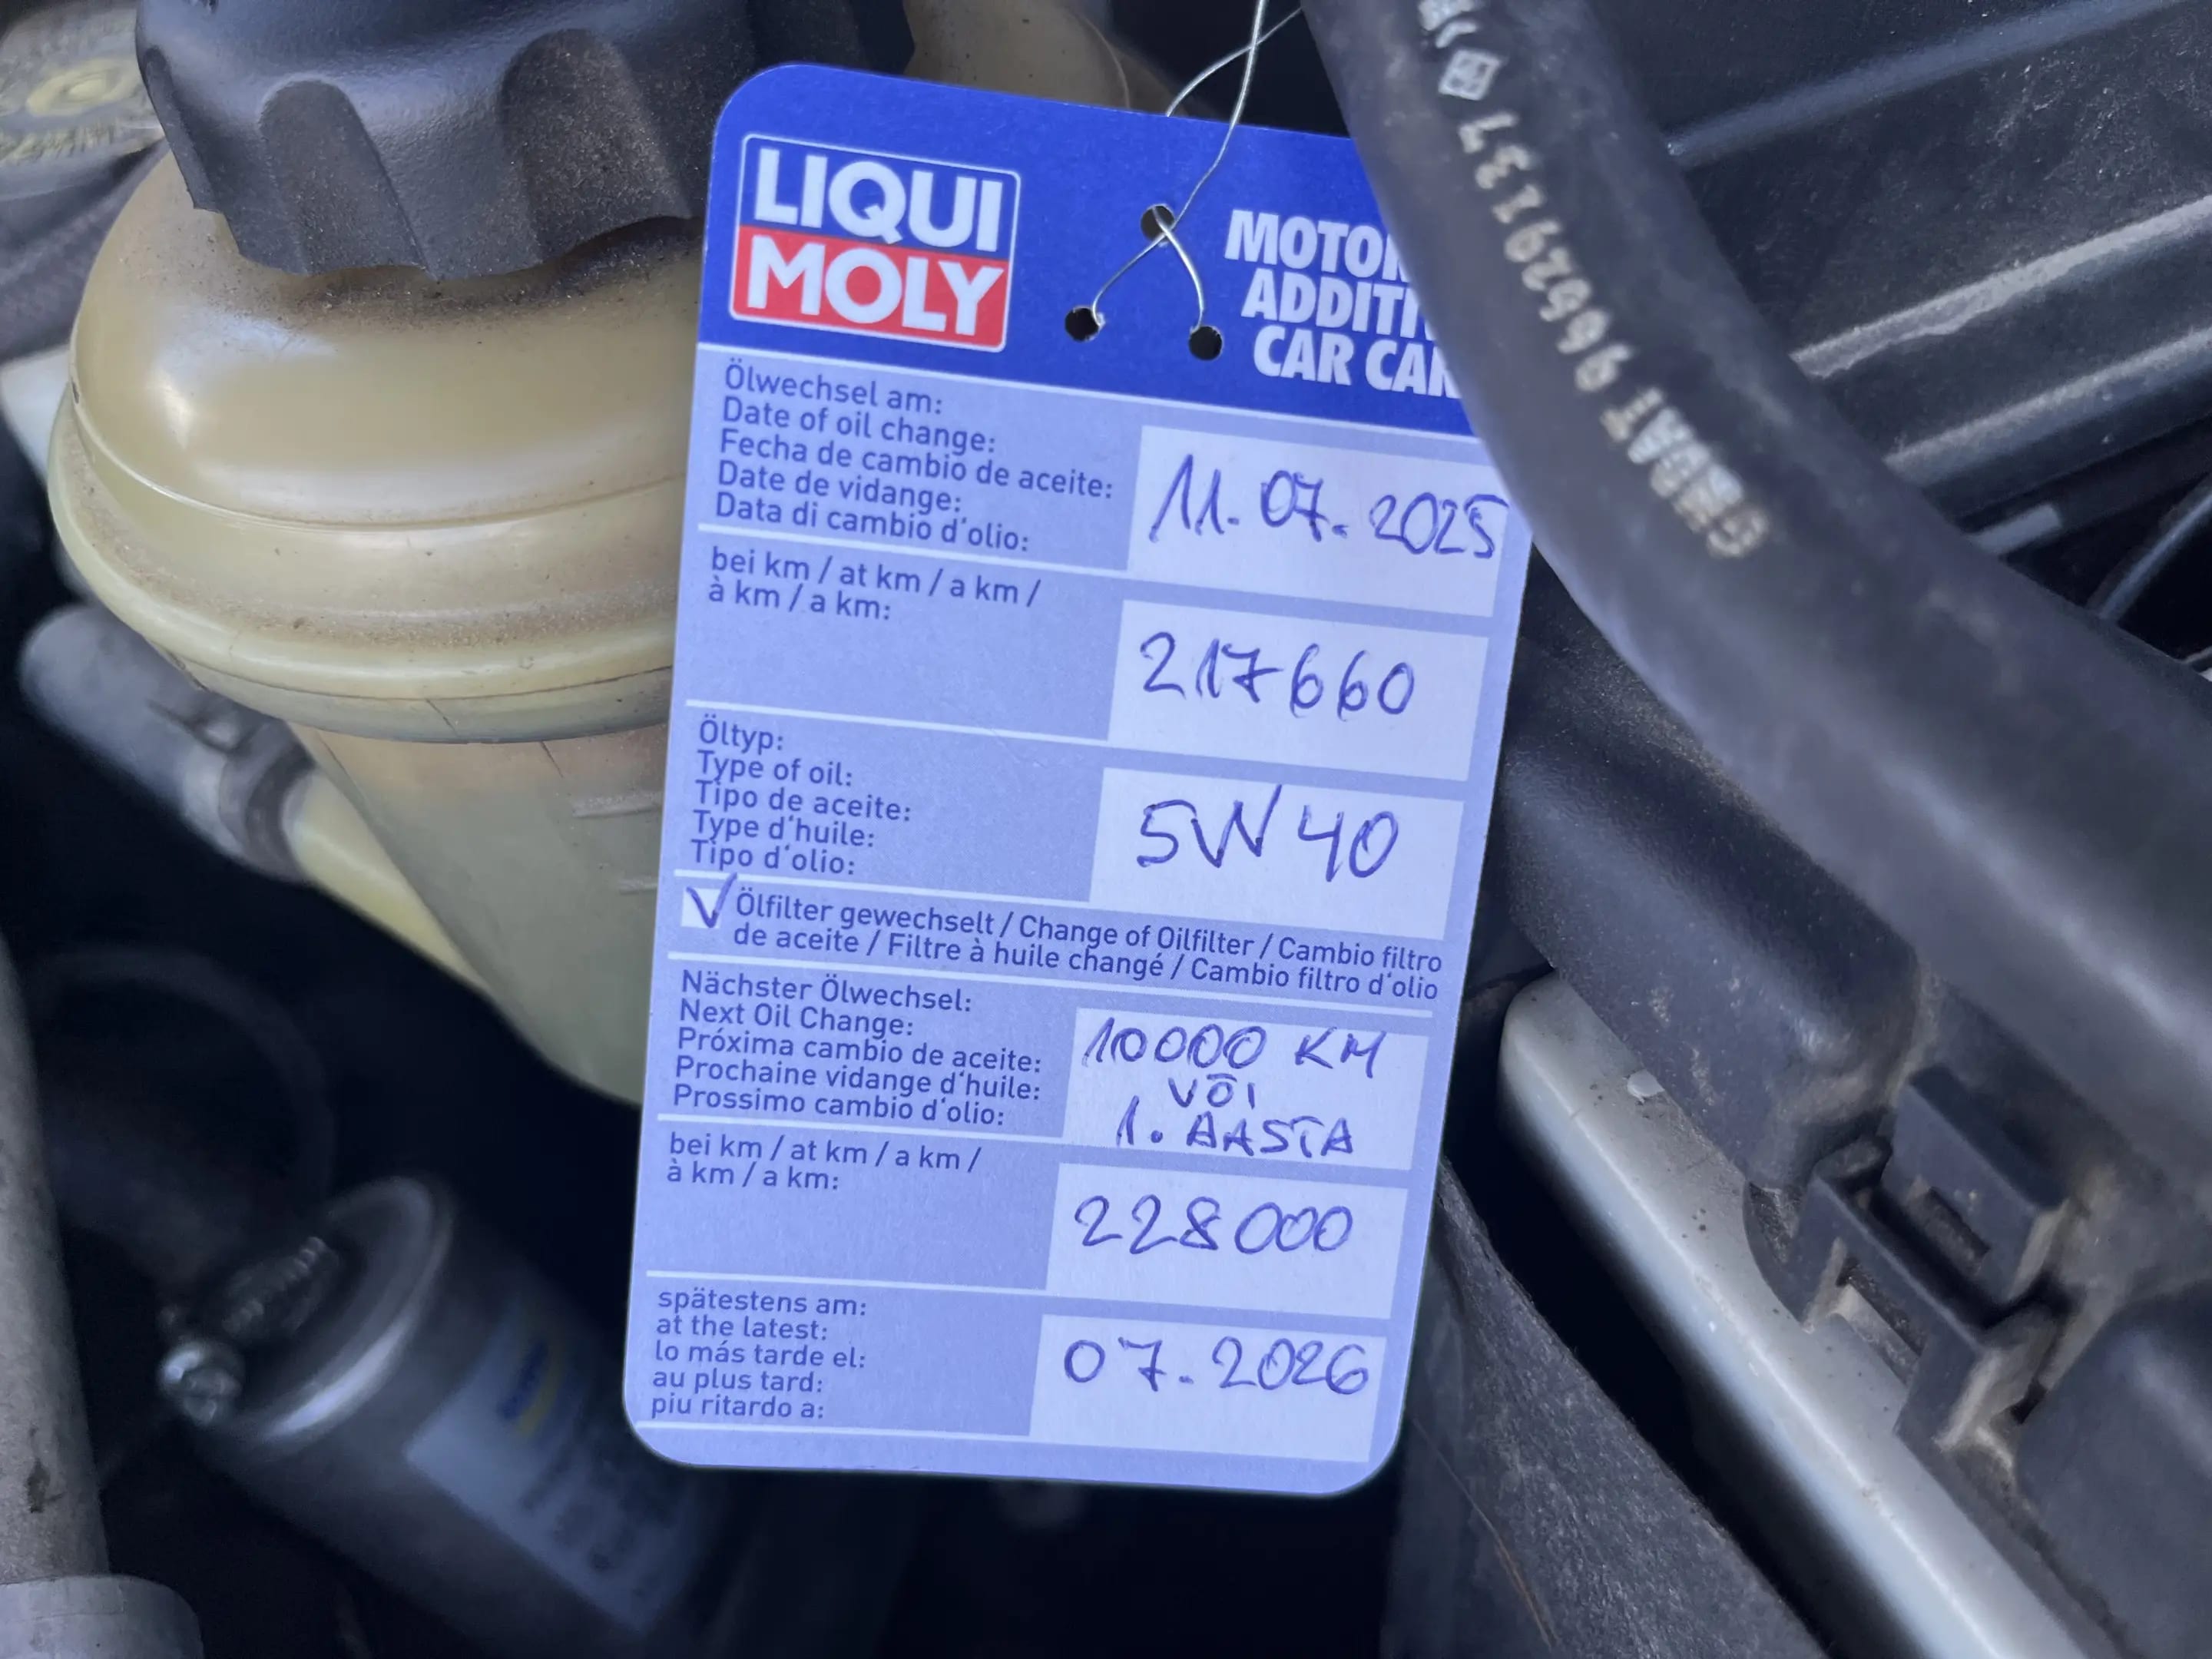 LIQUI
MOLY
MOTO
ADDIT
CAR CA
Ölwechsel am:
Date of oil change:
Fecha de cambio de aceite:
Date de vidange:
Data di cambio d'olio:
11.07.2025
bei km / at km / a km /
à km / a km:
217660
Öltyp:
Type of oil:
Tipo de aceite:
Type d'huile:
Tipo d'olio:
5W40
V Ölfilter gewechselt / Change of Oilfilter / Cambio filtro
de aceite / Filtre à huile changé / Cambio filtro d'olio
Nächster Ölwechsel:
Next Oil Change:
Próxima cambio de aceite:
Prochaine vidange d'huile:
Prossimo cambio d'olio:
10000 KM
VÕI
1. AASTA
bei km / at km / a km /
à km / a km:
228000
spätestens am:
at the latest:
lo más tarde el:
au plus tard:
piu ritardo a:
07.2026